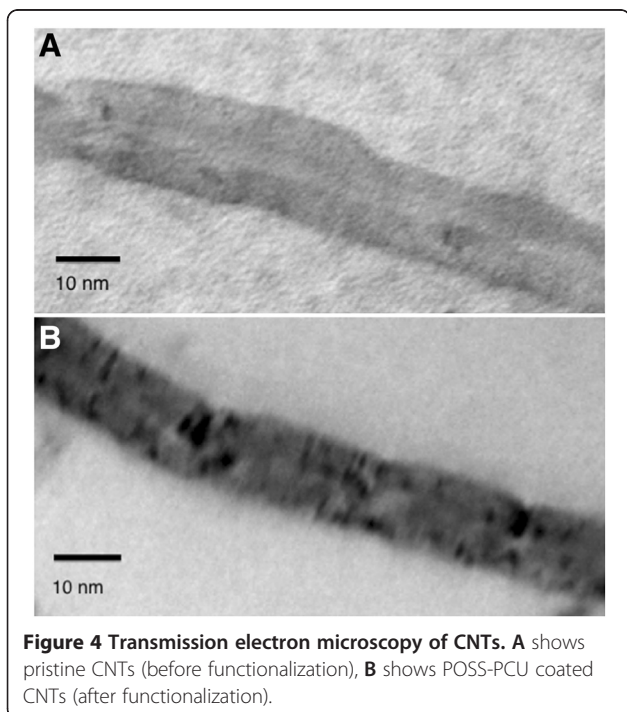 A
10 nm
B
10 nm
Figure 4 Transmission electron microscopy of CNTs. A shows
pristine CNTs (before functionalization), B shows POSS-PCU coated
CNTs (after functionalization).